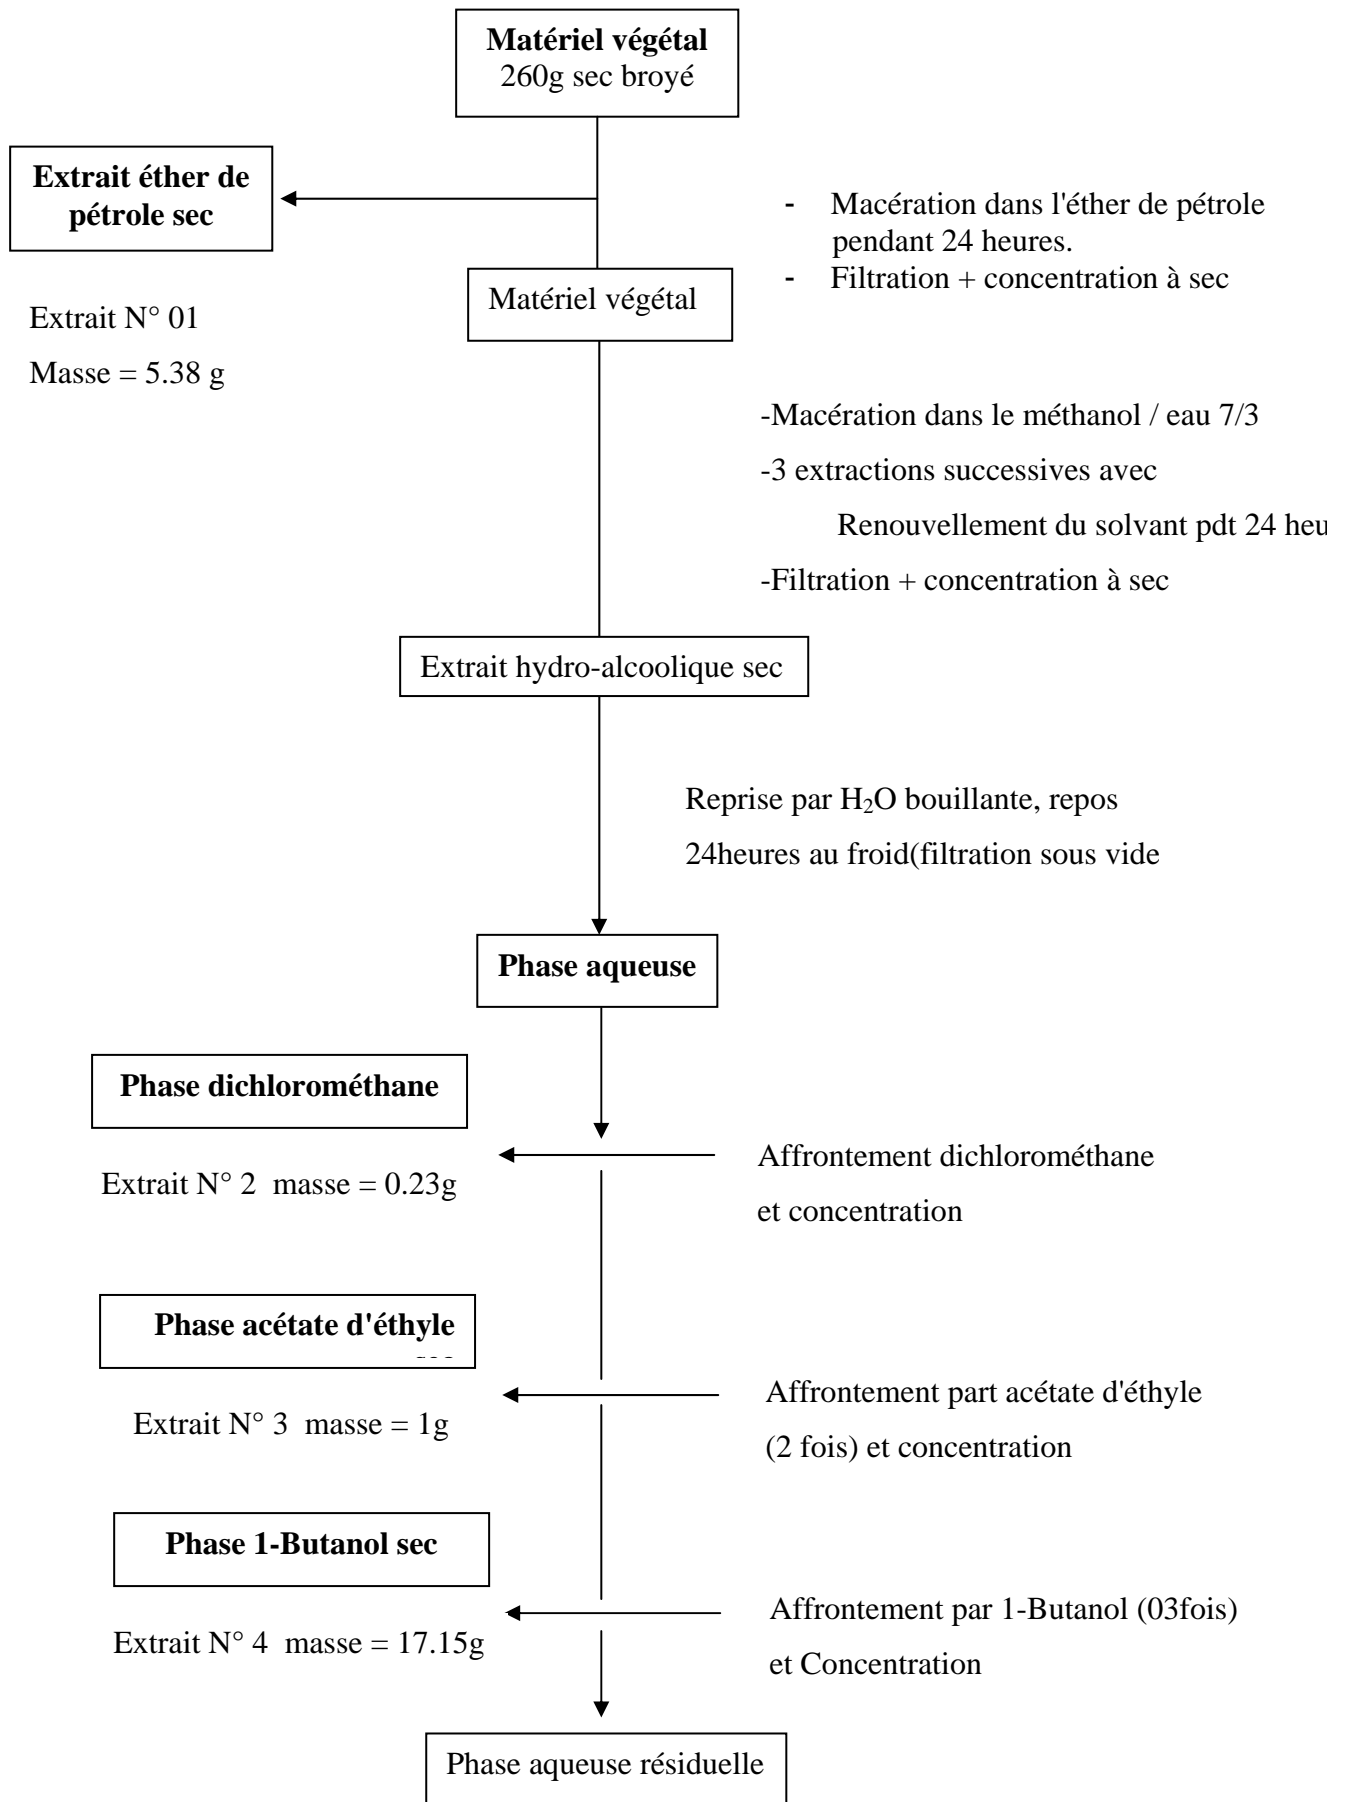 Matériel végétal
260g sec broyé
Extrait éther de
pétrole sec
- Macération dans l'éther de pétrole
pendant 24 heures.
- Filtration + concentration à sec
Matériel végétal
Extrait N° 01
Masse = 5.38 g
-Macération dans le méthanol / eau 7/3
-3 extractions successives avec
Renouvellement du solvant pdt 24 heu
-Filtration + concentration à sec
Extrait hydro-alcoolique sec
Reprise par H₂O bouillante, repos
24heures au froid(filtration sous vide
Phase aqueuse
Phase dichlorométhane
Affrontement dichlorométhane
et concentration
Extrait N° 2 masse = 0.23g
Phase acétate d'éthyle
Affrontement part acétate d'éthyle
(2 fois) et concentration
Extrait N° 3 masse = 1g
Phase 1-Butanol sec
Affrontement par 1-Butanol (03fois)
et Concentration
Extrait N° 4 masse = 17.15g
Phase aqueuse résiduelle